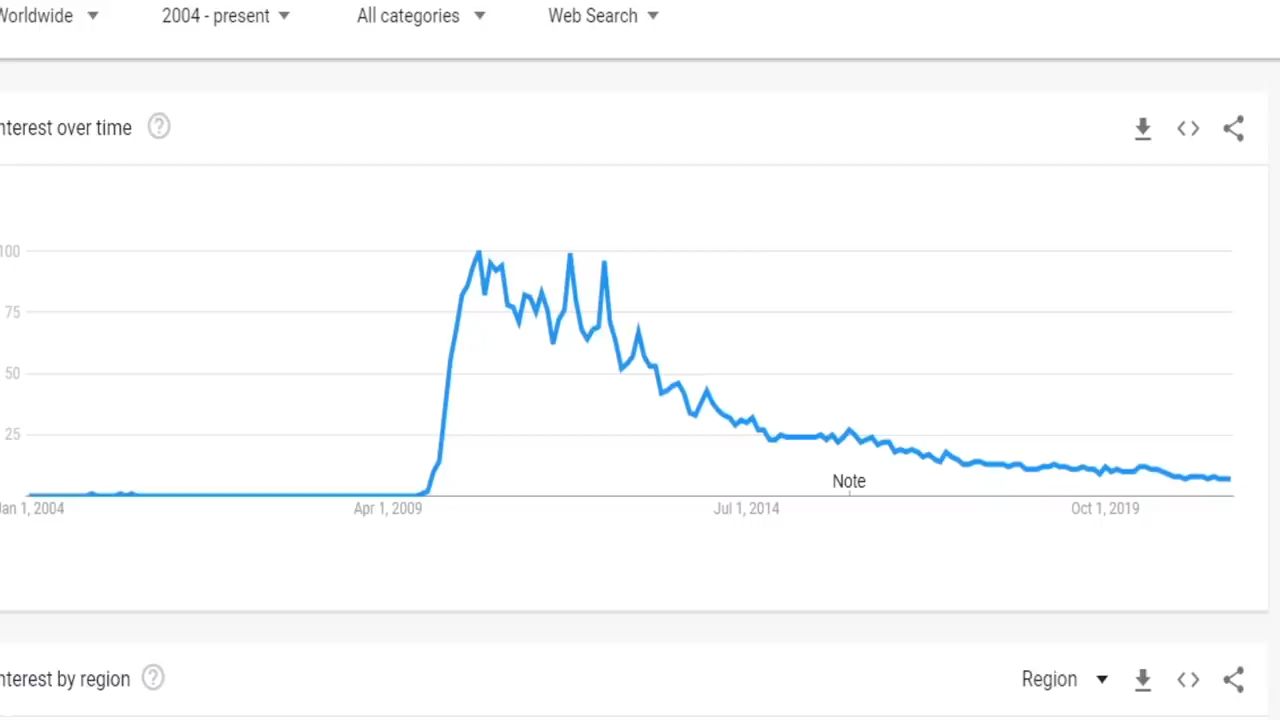 Worldwide 2004 - present All categories Web Search
nterest over time
100
75
50
25
Note
Jan 1, 2004 Apr 1, 2009 Jul 1, 2014 Oct 1, 2019
nterest by region Region